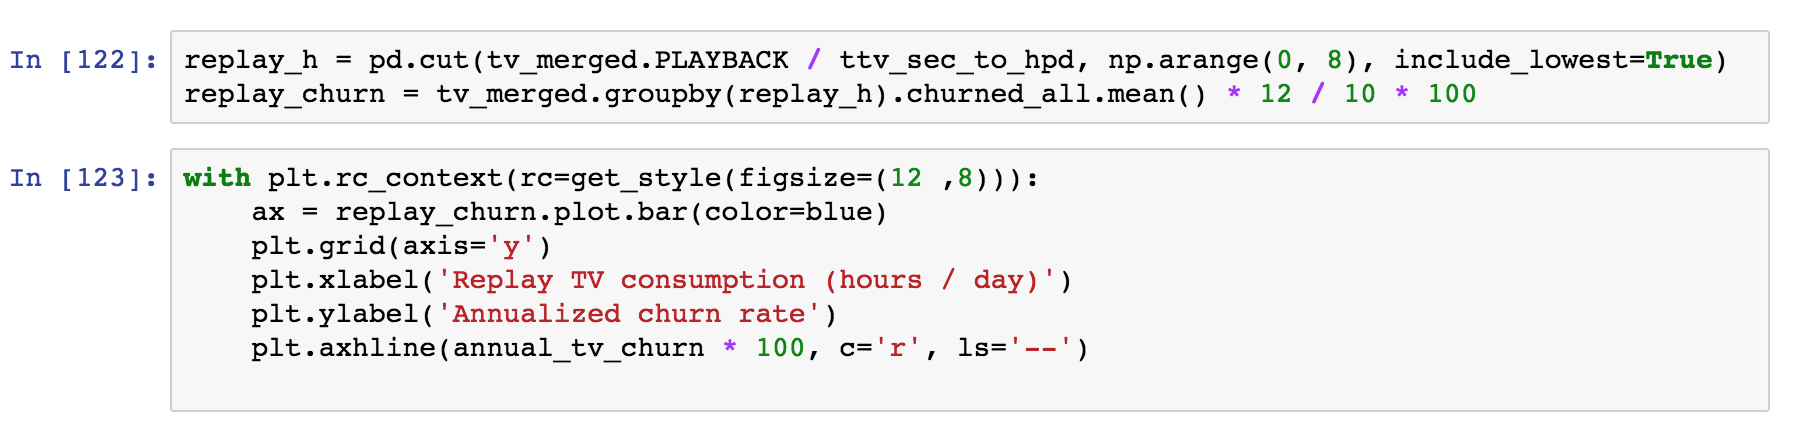 In [122]: replay_h = pd.cut(tv_merged.PLAYBACK / ttv_sec_to_hpd, np.arange(0, 8), include_lowest=True)
replay_churn = tv_merged.groupby(replay_h).churned_all.mean() * 12 / 10 * 100
In [123]: with plt.rc_context(rc=get_style(figsize=(12 ,8))):
    ax = replay_churn.plot.bar(color=blue)
    plt.grid(axis='y')
    plt.xlabel('Replay TV consumption (hours / day)')
    plt.ylabel('Annualized churn rate')
    plt.axhline(annual_tv_churn * 100, c='r', ls='--')